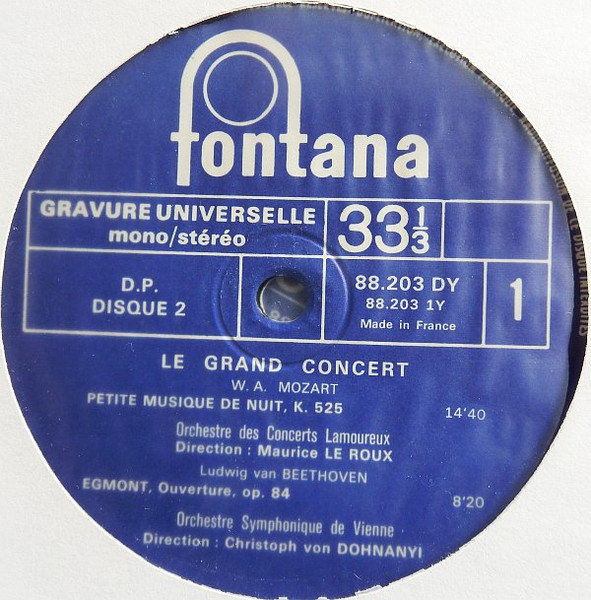 fontana
GRAVURE UNIVERSELLE
mono/stéréo
33 1/3
D.P.
DISQUE 2
88.203 DY
88.203 1Y
Made in France
1
LE GRAND CONCERT
W. A. MOZART
PETITE MUSIQUE DE NUIT, K. 525 14'40
Orchestre des Concerts Lamoureux
Direction : Maurice LE ROUX
Ludwig van BEETHOVEN
EGMONT, Ouverture, op. 84 8'20
Orchestre Symphonique de Vienne
Direction : Christoph von DOHNANYI